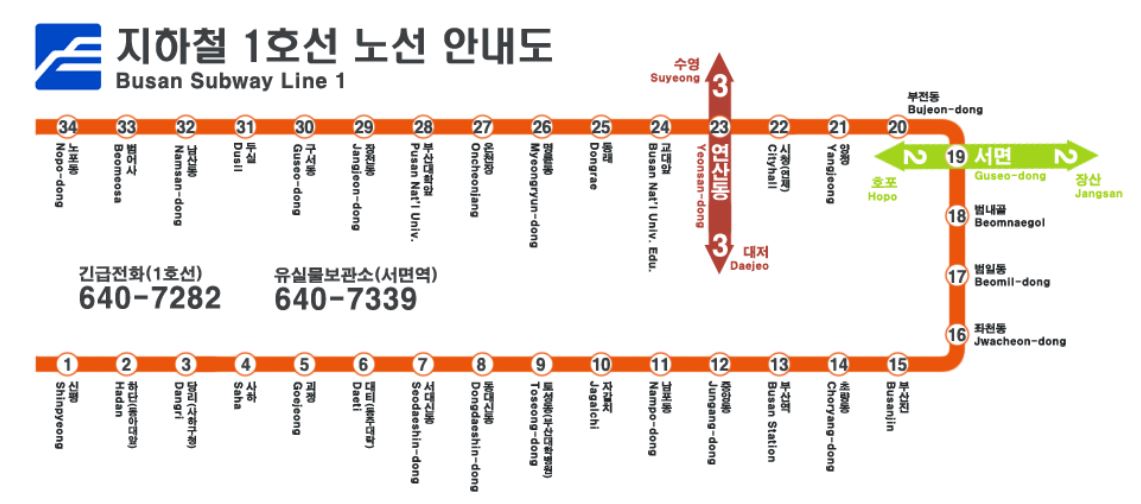 지하철 1호선 노선 안내도
Busan Subway Line 1
수영
Suyeong
3
부전동
Bujeon-dong
34
33
32
31
30
29
28
27
26
25
24
23
22
21
20
노포동
Nopo-dong
범어사
Beomeosa
남산동
Namsan-dong
두실
Dusil
구서동
Guseo-dong
장전동
Jangjeon-dong
부산대학앞
Pusan Nat'l Univ.
온천장
Oncheonjang
명륜동
Myeongryun-dong
동래
Dongrae
교대앞
Busan Nat'l Univ. Edu.
연산동
Yeonsan-dong
시청(연제)
Cityhall
양정
Yangjeong
2
19
서면
2
Guseo-dong
호포
Hopo
장산
Jangsan
18
범내골
Beomnaegol
3
대저
Daejeo
긴급전화(1호선)
640-7282
유실물보관소(서면역)
640-7339
17
범일동
Beomil-dong
16
좌천동
Jwacheon-dong
1
2
3
4
5
6
7
8
9
10
11
12
13
14
15
신평
Shinpyeong
하단(동아대앞)
Hadan
당리(사하구청)
Dangri
사하
Saha
괴정
Goejeong
대티(동주대학)
Daeti
서대신동
Seodaeshin-dong
동대신동
Dongdaeshin-dong
토성동(부산대학병원)
Toseong-dong
자갈치
Jagalchi
남포동
Nampo-dong
중앙동
Jungang-dong
부산역
Busan Station
초량동
Choryang-dong
부산진
Busanjin